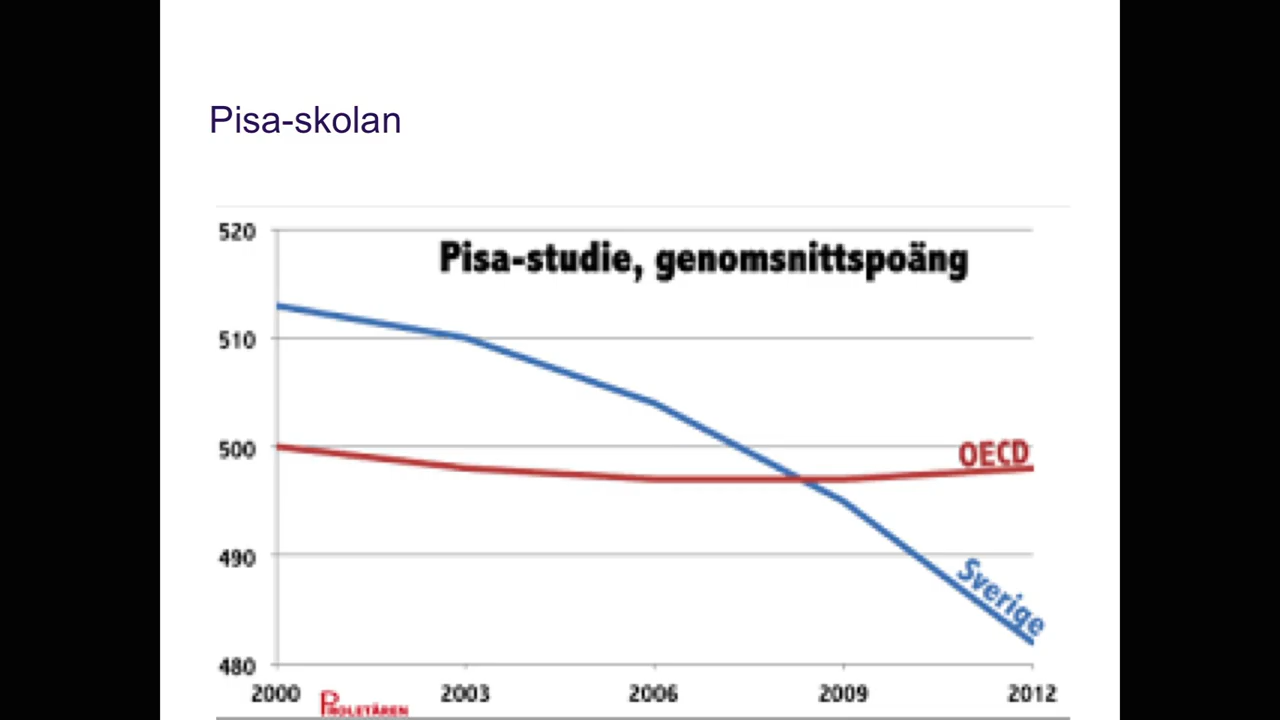 Pisa-skolan
Pisa-studie, genomsnittspoäng
520
510
500
490
480
OECD
Sverige
2000 2003 2006 2009 2012
PROLETÄREN